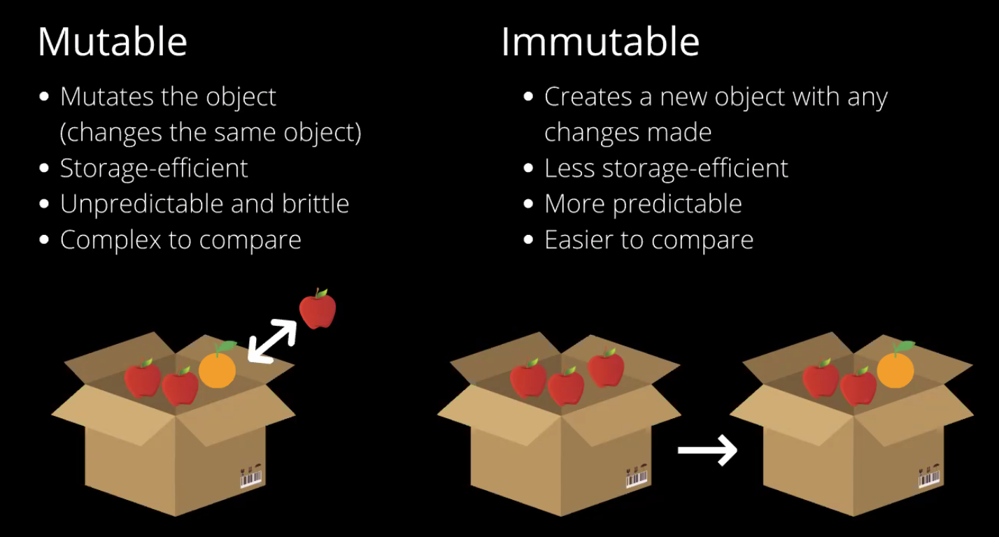 Mutable
• Mutates the object
(changes the same object)
• Storage-efficient
• Unpredictable and brittle
• Complex to compare
Immutable
• Creates a new object with any
changes made
• Less storage-efficient
• More predictable
• Easier to compare